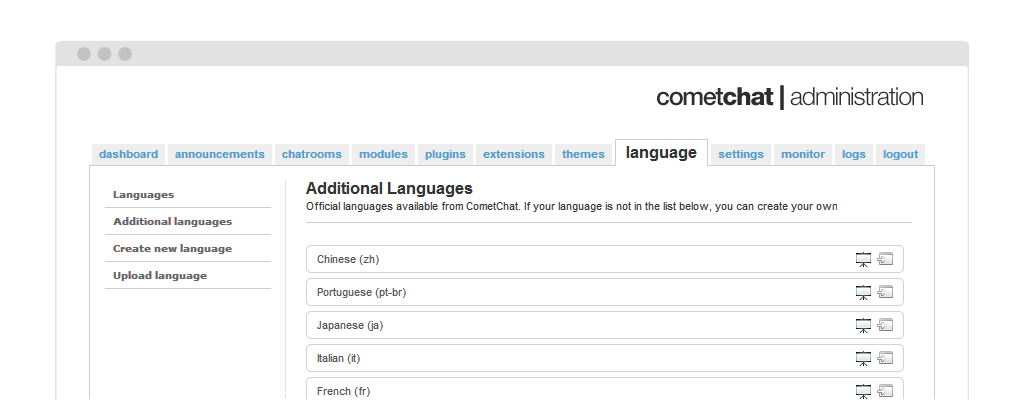 cometchat | administration
dashboard announcements chatrooms modules plugins extensions themes language settings monitor logs logout
Languages
Additional languages
Create new language
Upload language
Additional Languages
Official languages available from CometChat. If your language is not in the list below, you can create your own
Chinese (zh)
Portuguese (pt-br)
Japanese (ja)
Italian (it)
French (fr)